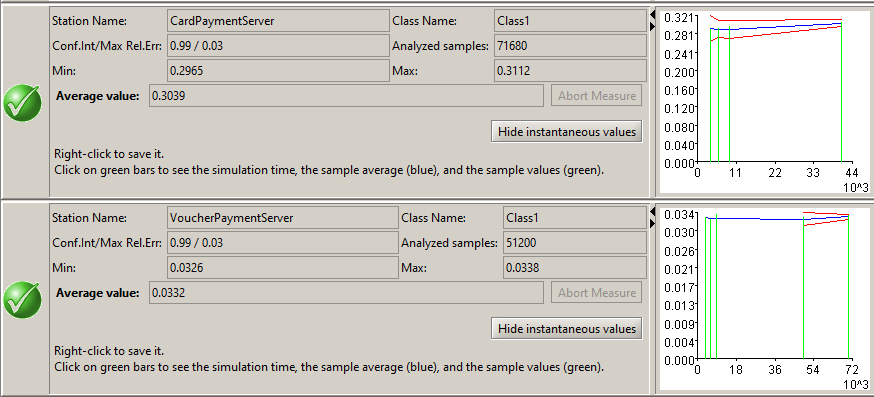 Station Name: CardPaymentServer Class Name: Class1
Conf.Int/Max Rel.Err: 0.99 / 0.03 Analyzed samples: 71680
Min: 0.2965 Max: 0.3112
Average value: 0.3039 Abort Measure
Hide instantaneous values
Right-click to save it.
Click on green bars to see the simulation time, the sample average (blue), and the sample values (green).
0.321
0.281
0.241
0.200
0.160
0.120
0.080
0.040
0.000
0 11 22 33 44
10^3
Station Name: VoucherPaymentServer Class Name: Class1
Conf.Int/Max Rel.Err: 0.99 / 0.03 Analyzed samples: 51200
Min: 0.0326 Max: 0.0338
Average value: 0.0332 Abort Measure
Hide instantaneous values
Right-click to save it.
Click on green bars to see the simulation time, the sample average (blue), and the sample values (green).
0.034
0.030
0.026
0.021
0.017
0.013
0.009
0.004
0.000
0 18 36 54 72
10^3